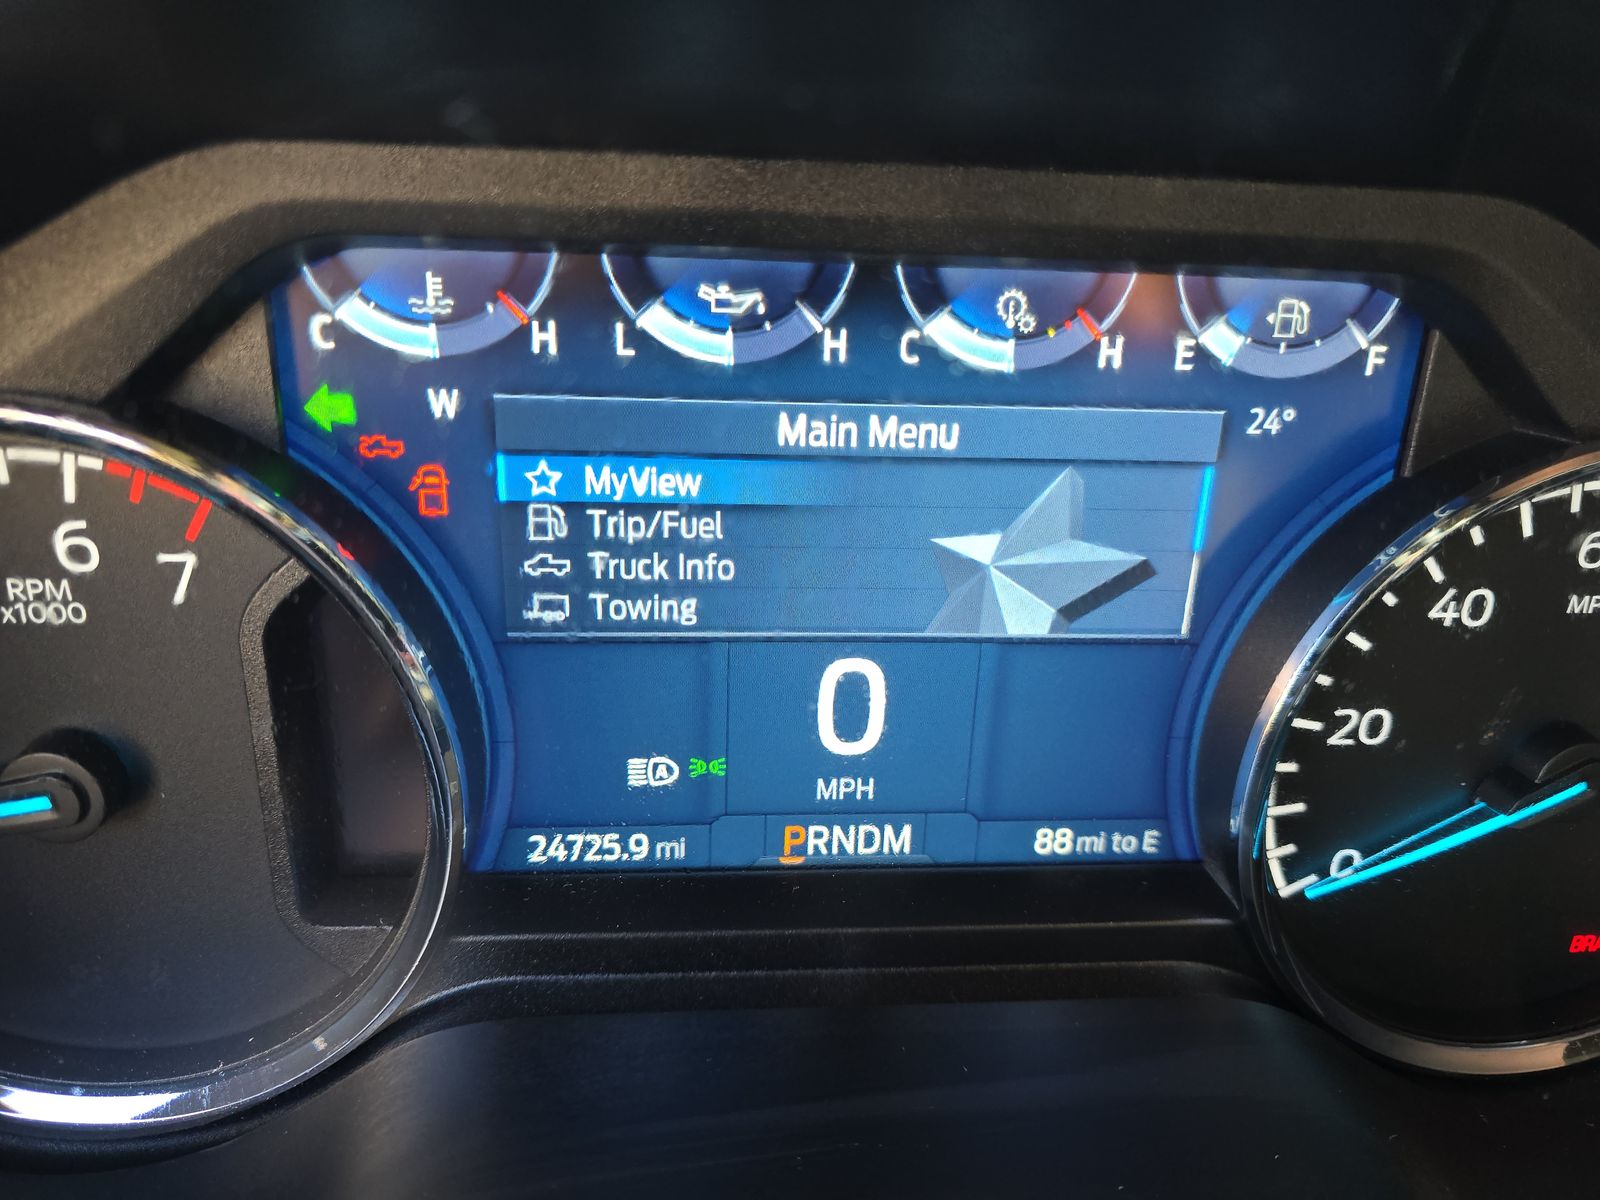 C H L H C H E F
W
24°
Main Menu
MyView
Trip/Fuel
Truck Info
Towing
6
7
RPM
x1000
0
MPH
24725.9 mi
PRNDM
88 mi to E
40
20
0